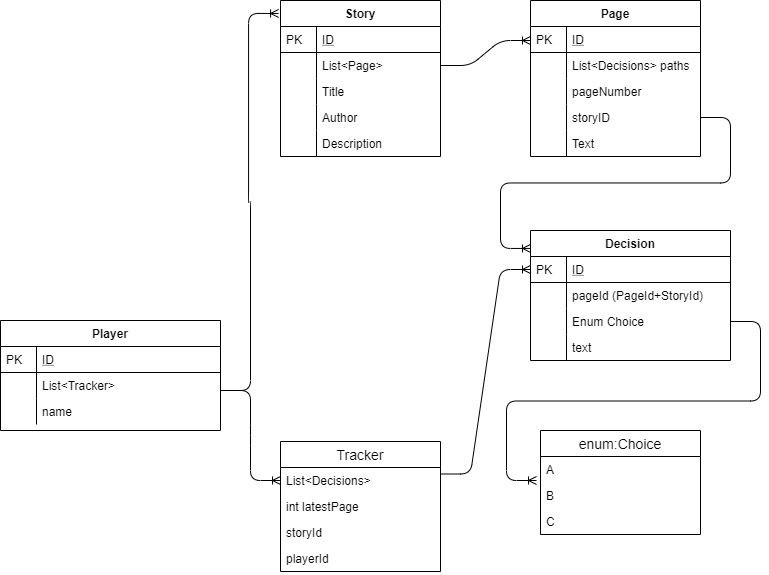 Story
PK ID
List<Page>
Title
Author
Description
Page
PK ID
List<Decisions> paths
pageNumber
storyID
Text
Decision
PK ID
pageId (PageId+StoryId)
Enum Choice
text
Player
PK ID
List<Tracker>
name
Tracker
List<Decisions>
int latestPage
storyId
playerId
enum:Choice
A
B
C